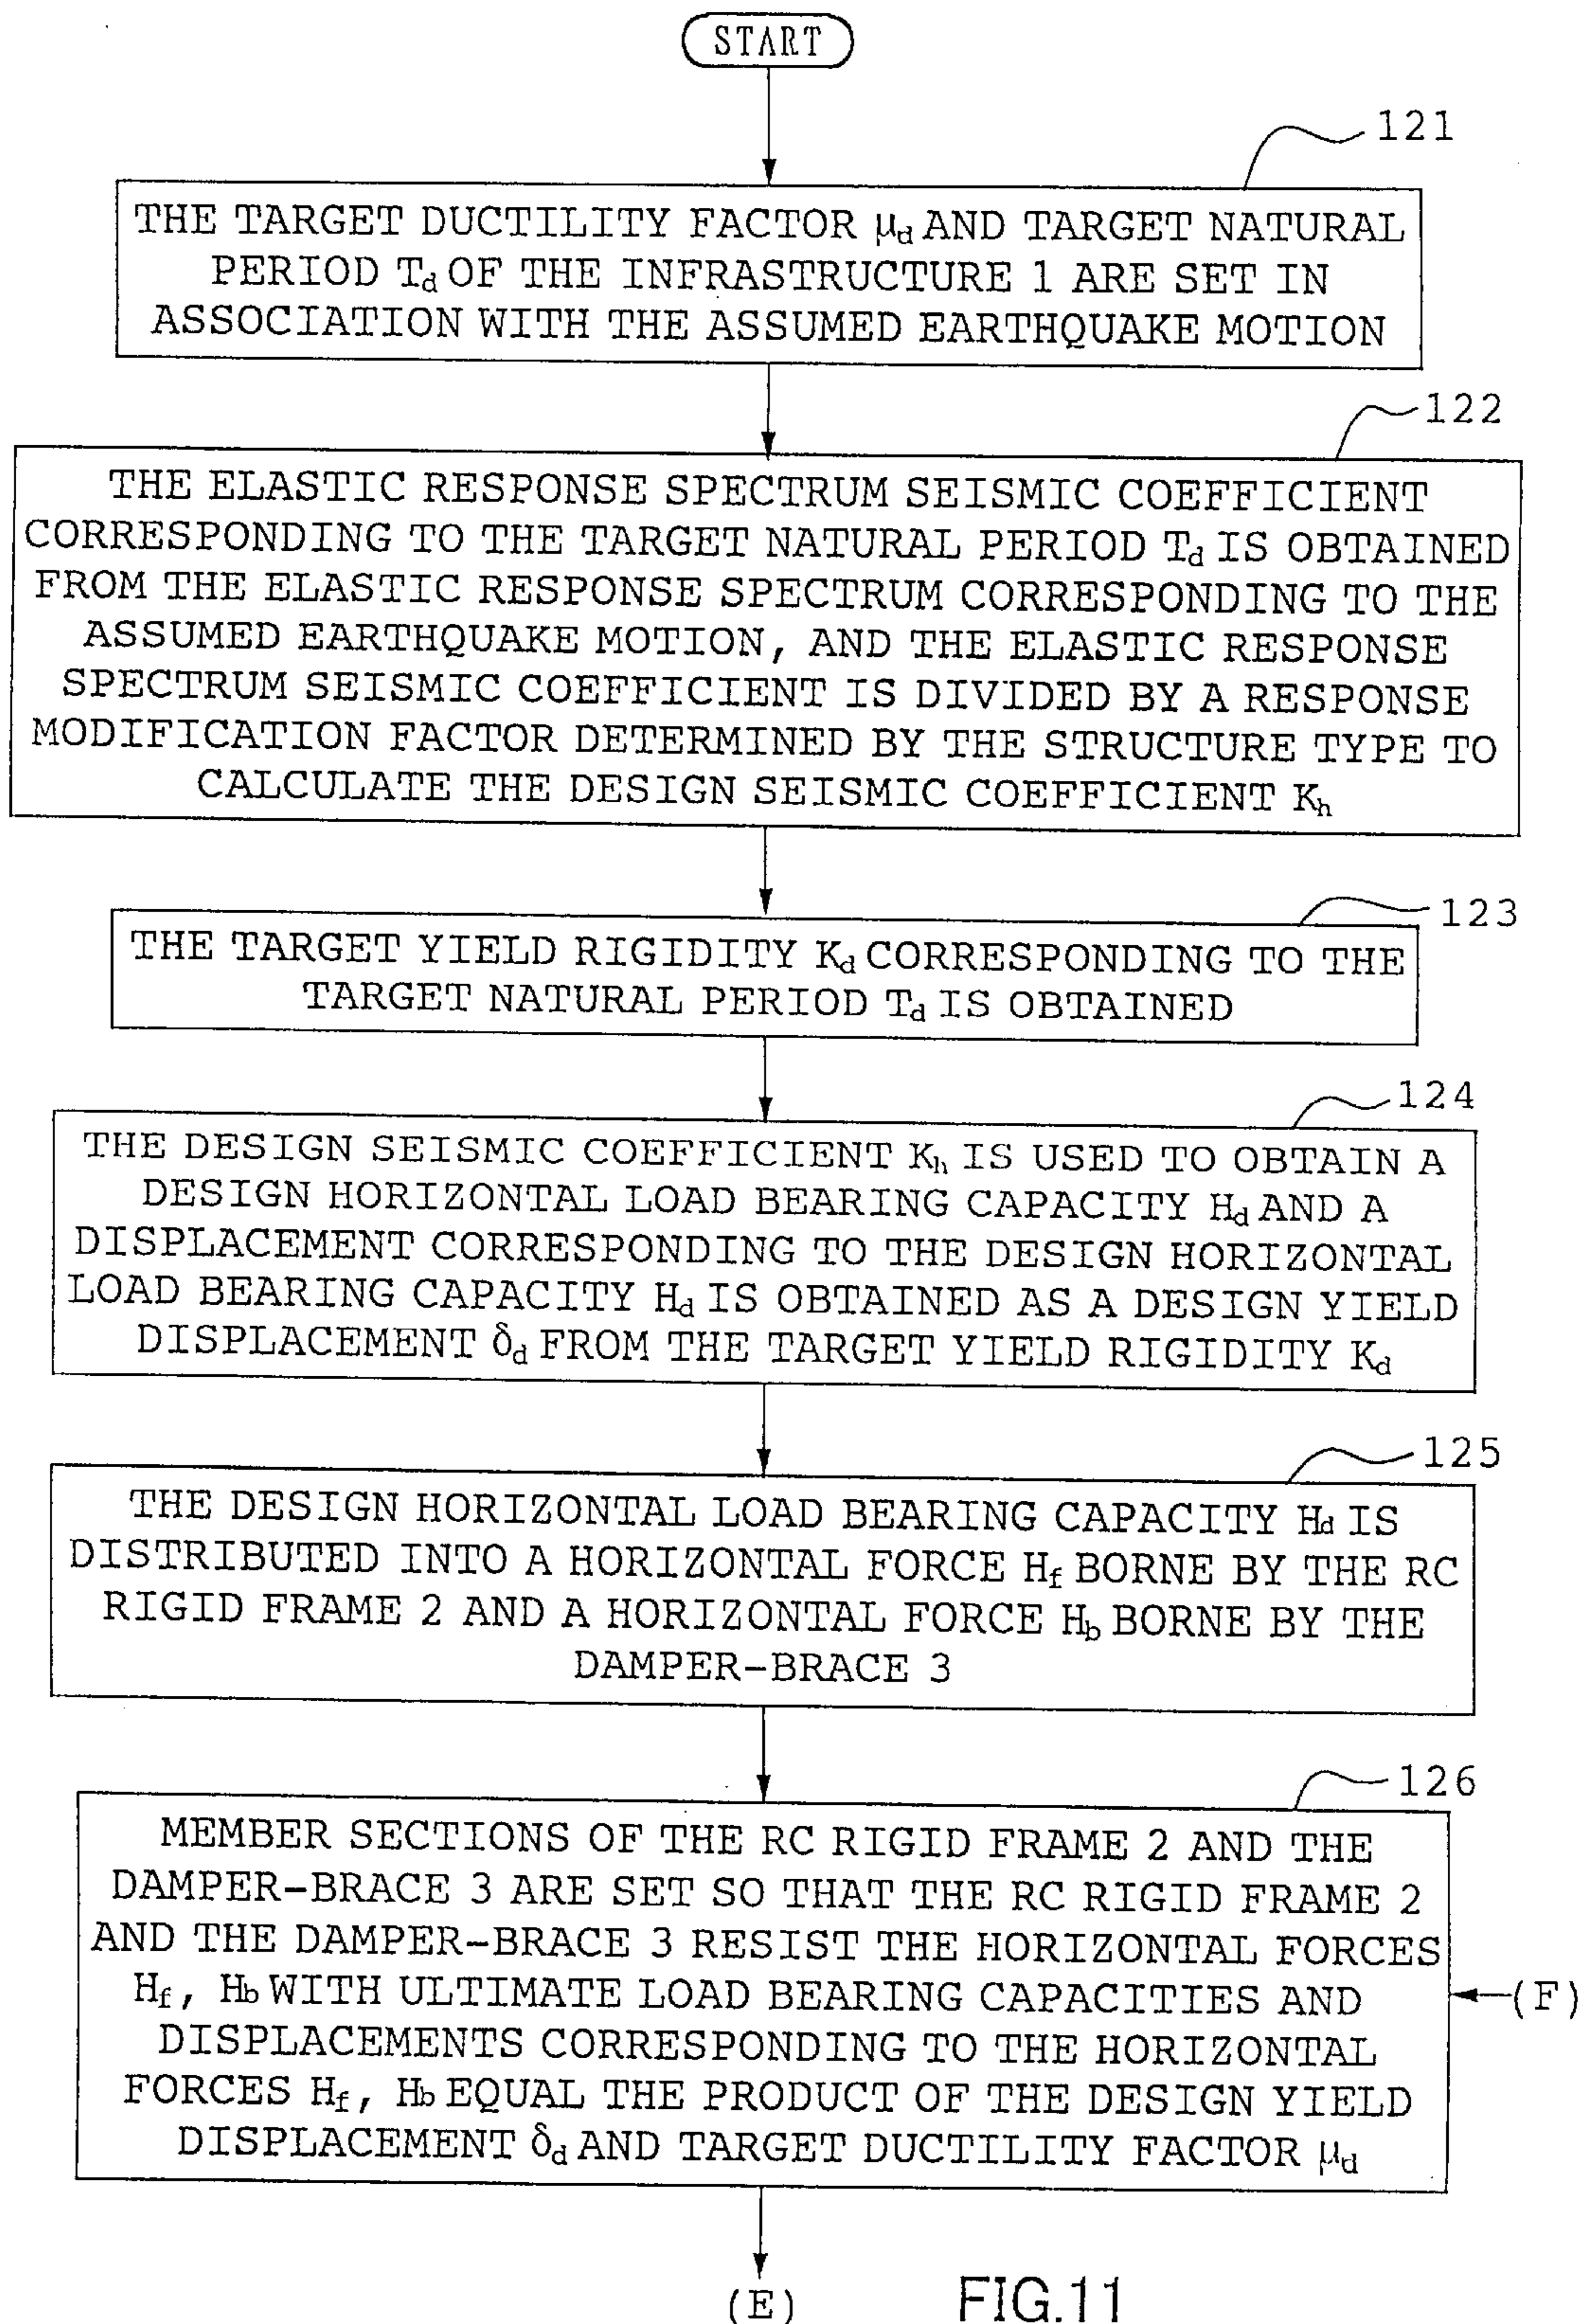 START
121
THE TARGET DUCTILITY FACTOR μd AND TARGET NATURAL
PERIOD Td OF THE INFRASTRUCTURE 1 ARE SET IN
ASSOCIATION WITH THE ASSUMED EARTHQUAKE MOTION
122
THE ELASTIC RESPONSE SPECTRUM SEISMIC COEFFICIENT
CORRESPONDING TO THE TARGET NATURAL PERIOD Td IS OBTAINED
FROM THE ELASTIC RESPONSE SPECTRUM CORRESPONDING TO THE
ASSUMED EARTHQUAKE MOTION, AND THE ELASTIC RESPONSE
SPECTRUM SEISMIC COEFFICIENT IS DIVIDED BY A RESPONSE
MODIFICATION FACTOR DETERMINED BY THE STRUCTURE TYPE TO
CALCULATE THE DESIGN SEISMIC COEFFICIENT Kh
123
THE TARGET YIELD RIGIDITY Kd CORRESPONDING TO THE
TARGET NATURAL PERIOD Td IS OBTAINED
124
THE DESIGN SEISMIC COEFFICIENT Kh IS USED TO OBTAIN A
DESIGN HORIZONTAL LOAD BEARING CAPACITY Hd AND A
DISPLACEMENT CORRESPONDING TO THE DESIGN HORIZONTAL
LOAD BEARING CAPACITY Hd IS OBTAINED AS A DESIGN YIELD
DISPLACEMENT δd FROM THE TARGET YIELD RIGIDITY Kd
125
THE DESIGN HORIZONTAL LOAD BEARING CAPACITY Hd IS
DISTRIBUTED INTO A HORIZONTAL FORCE Hf BORNE BY THE RC
RIGID FRAME 2 AND A HORIZONTAL FORCE Hb BORNE BY THE
DAMPER-BRACE 3
126
MEMBER SECTIONS OF THE RC RIGID FRAME 2 AND THE
DAMPER-BRACE 3 ARE SET SO THAT THE RC RIGID FRAME 2
AND THE DAMPER-BRACE 3 RESIST THE HORIZONTAL FORCES
Hf, Hb WITH ULTIMATE LOAD BEARING CAPACITIES AND
DISPLACEMENTS CORRESPONDING TO THE HORIZONTAL
FORCES Hf, Hb EQUAL THE PRODUCT OF THE DESIGN YIELD
DISPLACEMENT δd AND TARGET DUCTILITY FACTOR μd
(F)
(E)
FIG.11